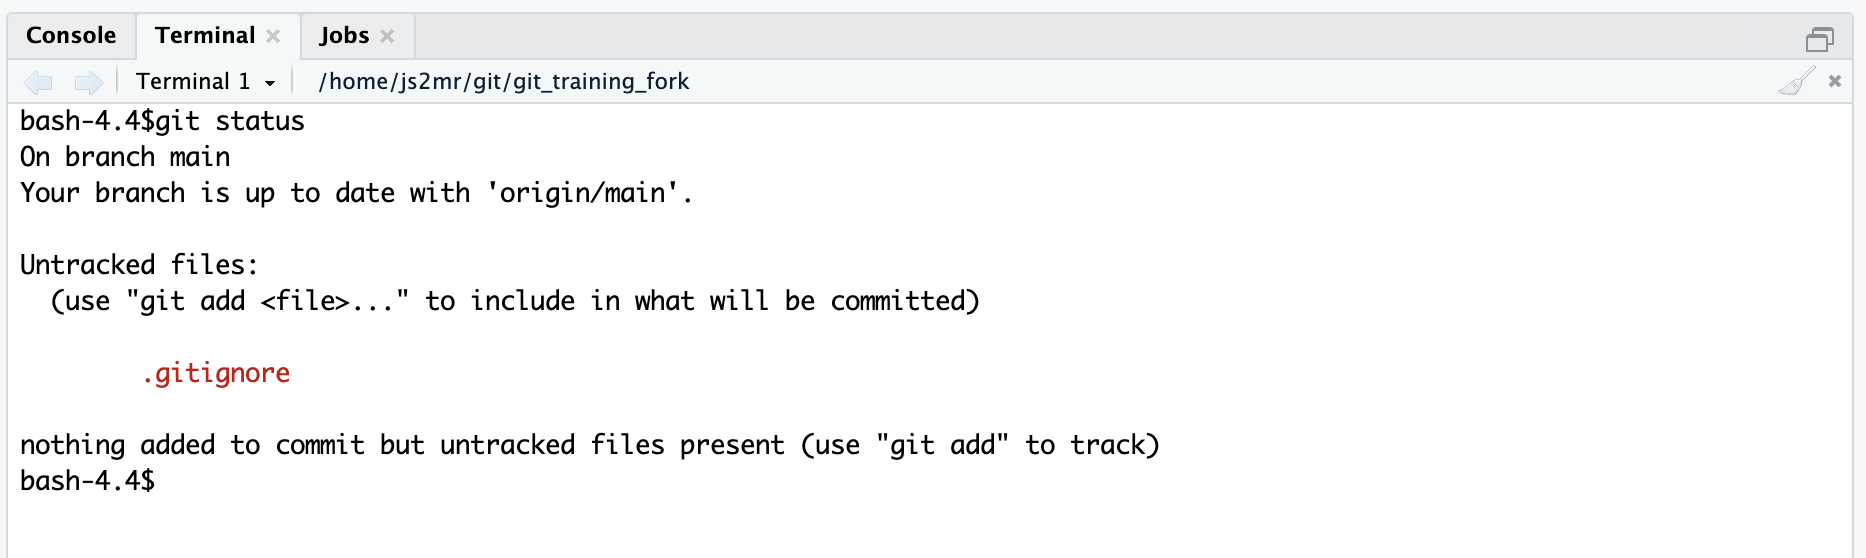 Console Terminal Jobs
Terminal 1 /home/js2mr/git/git_training_fork
bash-4.4$git status
On branch main
Your branch is up to date with 'origin/main'.
Untracked files:
(use "git add <file>..." to include in what will be committed)
.gitignore
nothing added to commit but untracked files present (use "git add" to track)
bash-4.4$